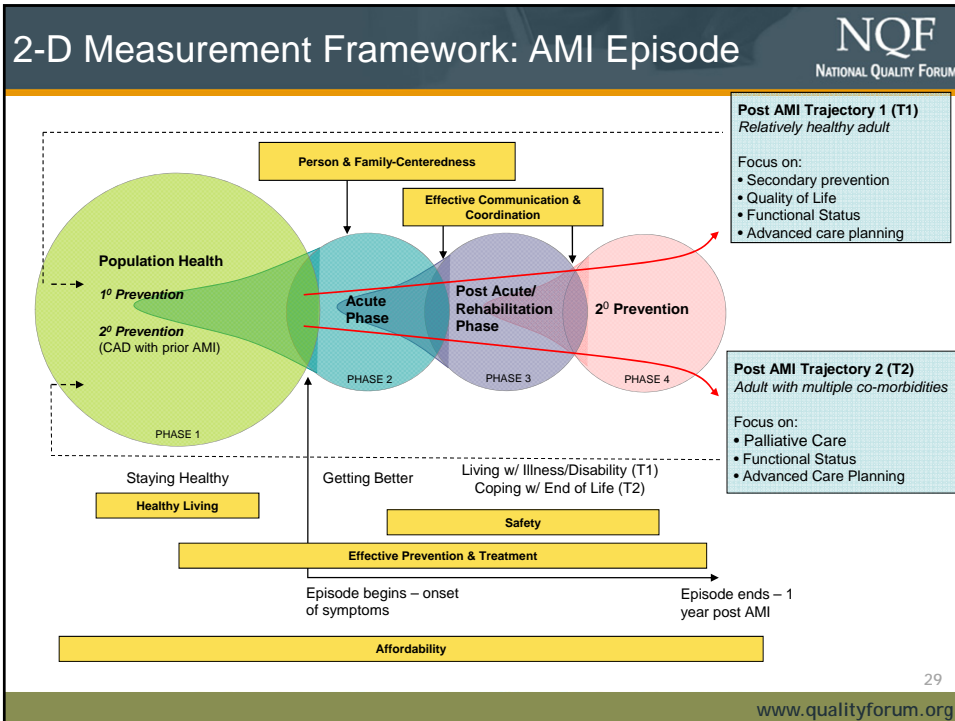 2-D Measurement Framework: AMI Episode
NQF
NATIONAL QUALITY FORUM
Post AMI Trajectory 1 (T1)
Relatively healthy adult
Focus on:
• Secondary prevention
• Quality of Life
• Functional Status
• Advanced care planning
Person & Family-Centeredness
Effective Communication &
Coordination
Population Health
1⁰ Prevention
2⁰ Prevention
(CAD with prior AMI)
PHASE 1
Acute
Phase
PHASE 2
Post Acute/
Rehabilitation
Phase
PHASE 3
2⁰ Prevention
PHASE 4
Post AMI Trajectory 2 (T2)
Adult with multiple co-morbidities
Focus on:
• Palliative Care
• Functional Status
• Advanced Care Planning
Staying Healthy
Getting Better
Living w/ Illness/Disability (T1)
Coping w/ End of Life (T2)
Healthy Living
Safety
Effective Prevention & Treatment
Episode begins – onset
of symptoms
Episode ends – 1
year post AMI
Affordability
29
www.qualityforum.org